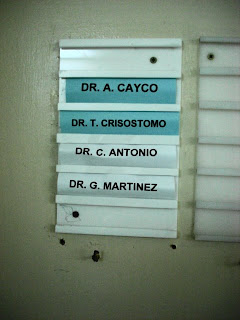 DR. A. CAYCO
DR. T. CRISOSTOMO
DR. C. ANTONIO
DR. G. MARTINEZ